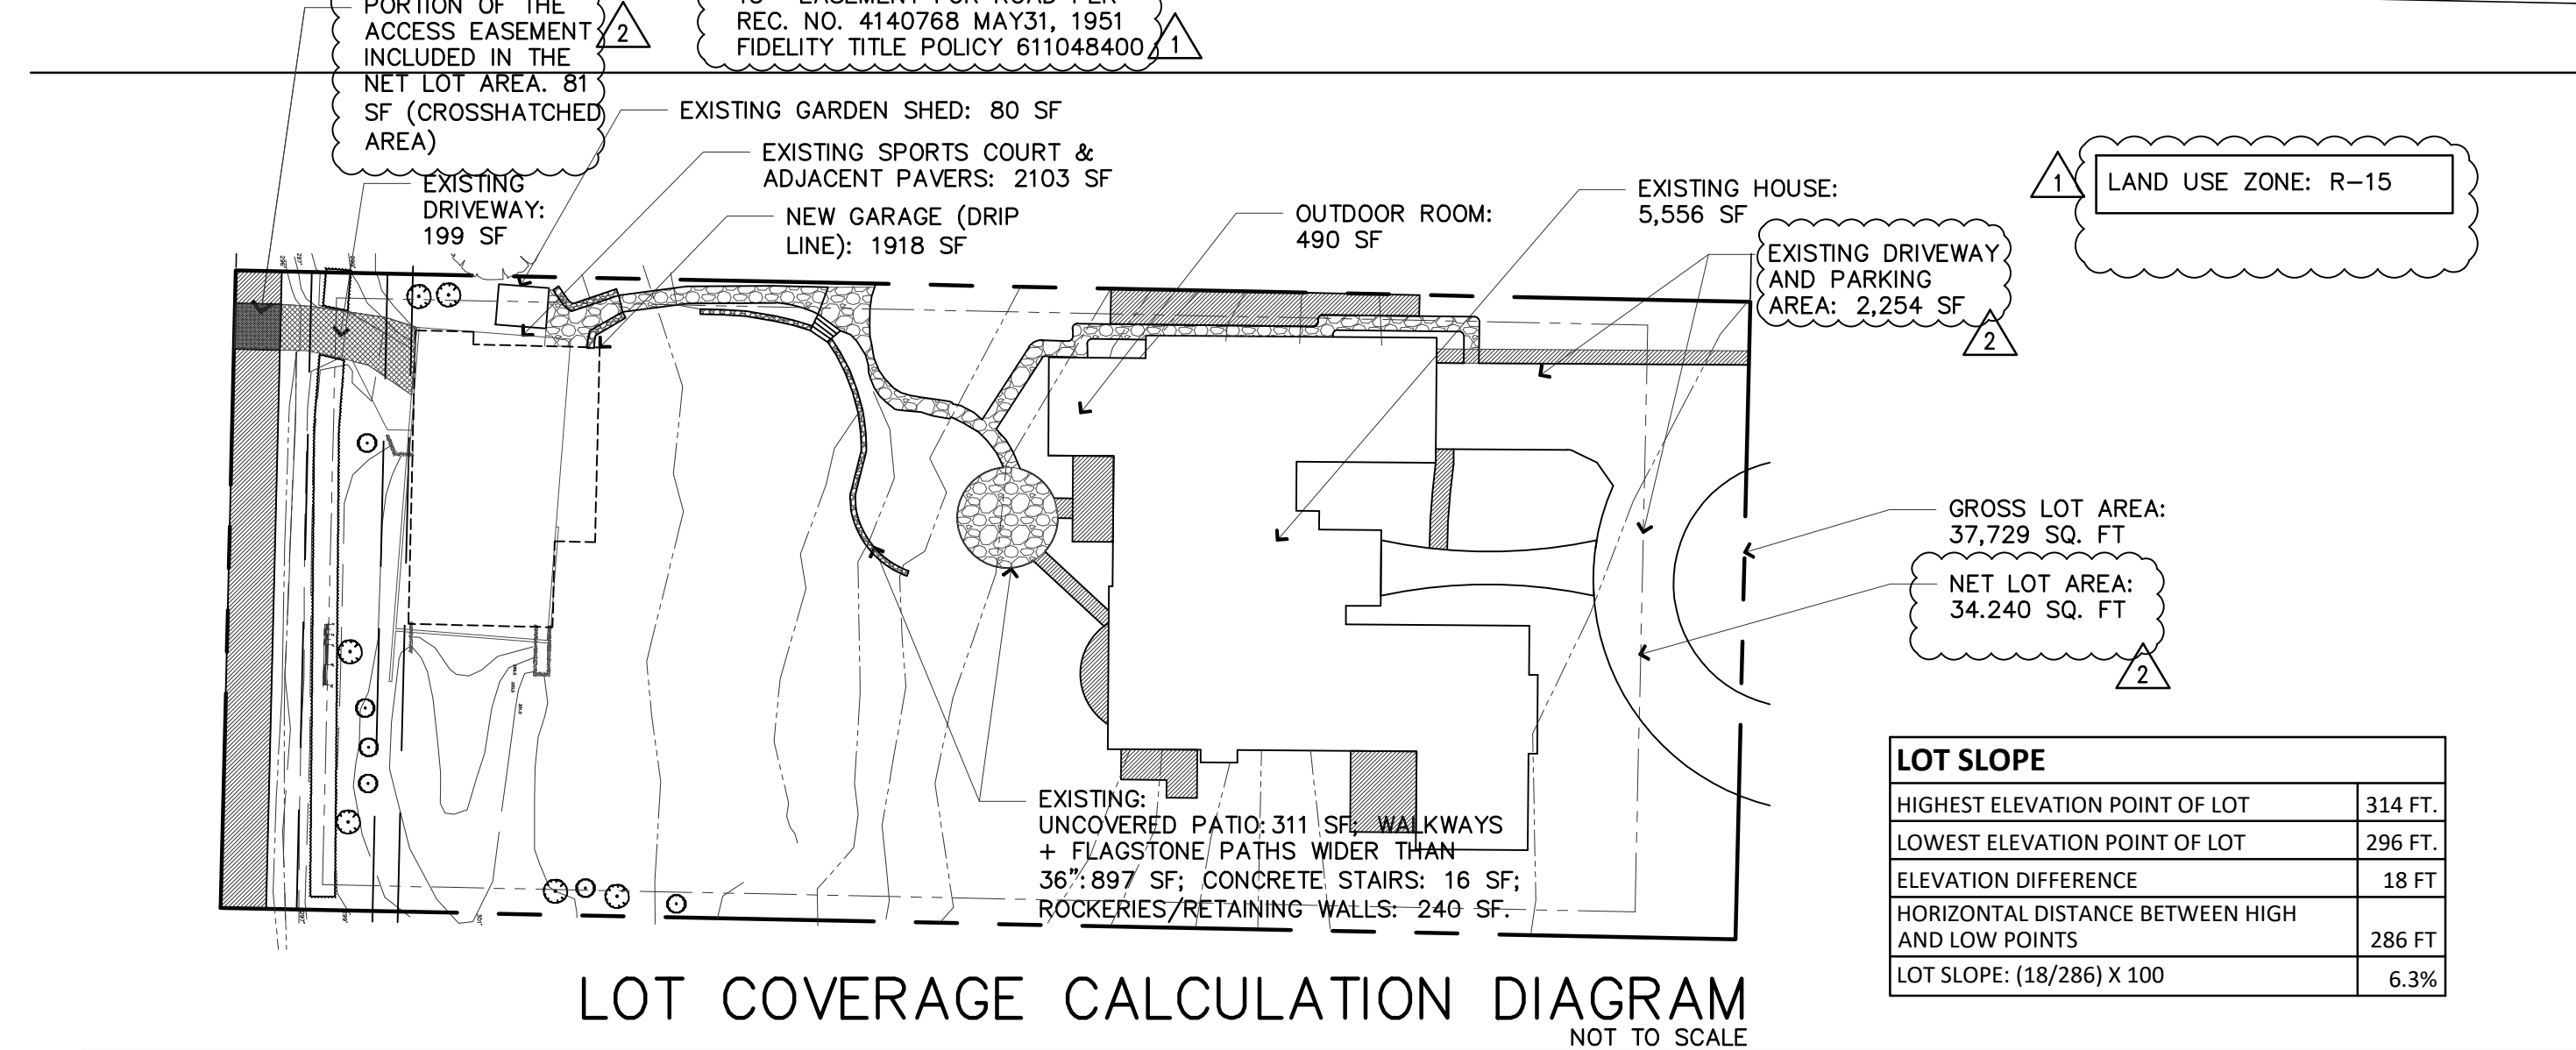 PORTION OF THE
ACCESS EASEMENT
INCLUDED IN THE
NET LOT AREA. 81
SF (CROSSHATCHED
AREA)
2
EASEMENT FOR ROAD PER
REC. NO. 4140768 MAY31, 1951
FIDELITY TITLE POLICY 611048400
1
EXISTING GARDEN SHED: 80 SF
EXISTING SPORTS COURT &
ADJACENT PAVERS: 2103 SF
EXISTING
DRIVEWAY:
199 SF
NEW GARAGE (DRIP
LINE): 1918 SF
OUTDOOR ROOM:
490 SF
EXISTING HOUSE:
5,556 SF
EXISTING DRIVEWAY
AND PARKING
AREA: 2,254 SF
2
1
LAND USE ZONE: R-15
GROSS LOT AREA:
37,729 SQ. FT
NET LOT AREA:
34.240 SQ. FT
2
EXISTING:
UNCOVERED PATIO:311 SF; WALKWAYS
+ FLAGSTONE PATHS WIDER THAN
36”:897 SF; CONCRETE STAIRS: 16 SF;
ROCKERIES/RETAINING WALLS: 240 SF.
LOT SLOPE
HIGHEST ELEVATION POINT OF LOT 314 FT.
LOWEST ELEVATION POINT OF LOT 296 FT.
ELEVATION DIFFERENCE 18 FT
HORIZONTAL DISTANCE BETWEEN HIGH
AND LOW POINTS 286 FT
LOT SLOPE: (18/286) X 100 6.3%
LOT COVERAGE CALCULATION DIAGRAM
NOT TO SCALE